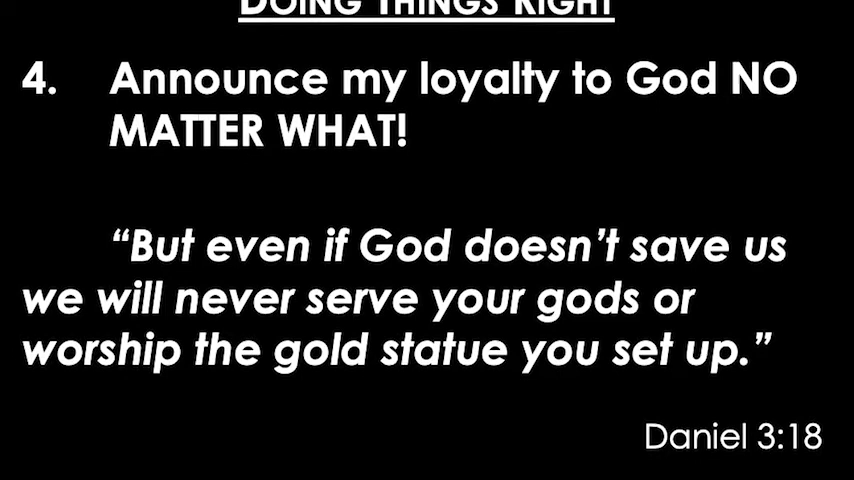 DOING THINGS RIGHT
4. Announce my loyalty to God NO
MATTER WHAT!
“But even if God doesn’t save us
we will never serve your gods or
worship the gold statue you set up.”
Daniel 3:18